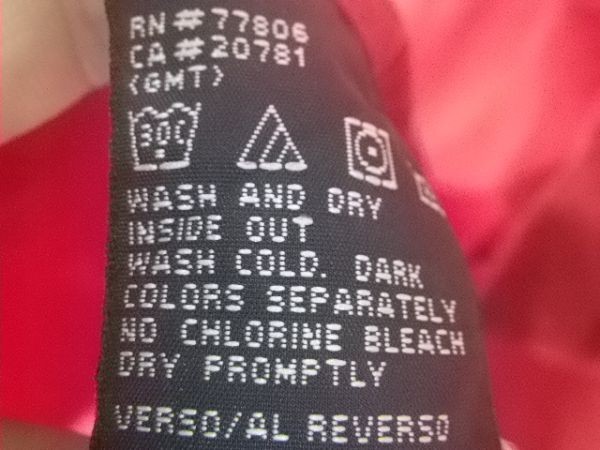 RN # 77806
CA # 20781
(GMT)
30C
WASH AND DRY
INSIDE OUT
WASH COLD. DARK
COLORS SEPARATELY
NO CHLORINE BLEACH
DRY PROMPTLY
VERSO/AL REVERSO